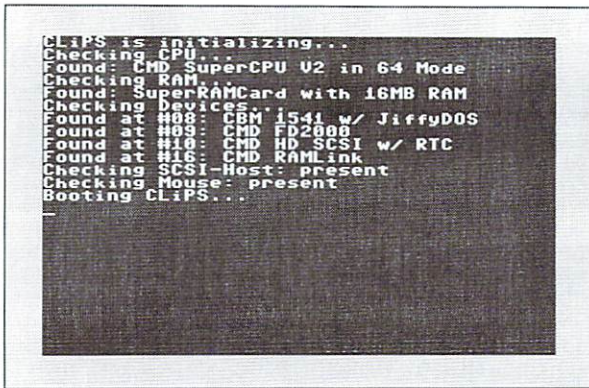 CLiPS is initializing...
Checking CPU...
Found: CMD SuperCPU V2 in 64 Mode
Checking RAM...
Found: SuperRAMCard with 16MB RAM
Checking Devices...
Found at #08: CBM 1541 w/ JiffyDOS
Found at #09: CMD FD2000
Found at #10: CMD HD SCSI w/ RTC
Found at #16: CMD RAMLink
Checking SCSI-Host: present
Checking Mouse: present
Booting CLiPS...